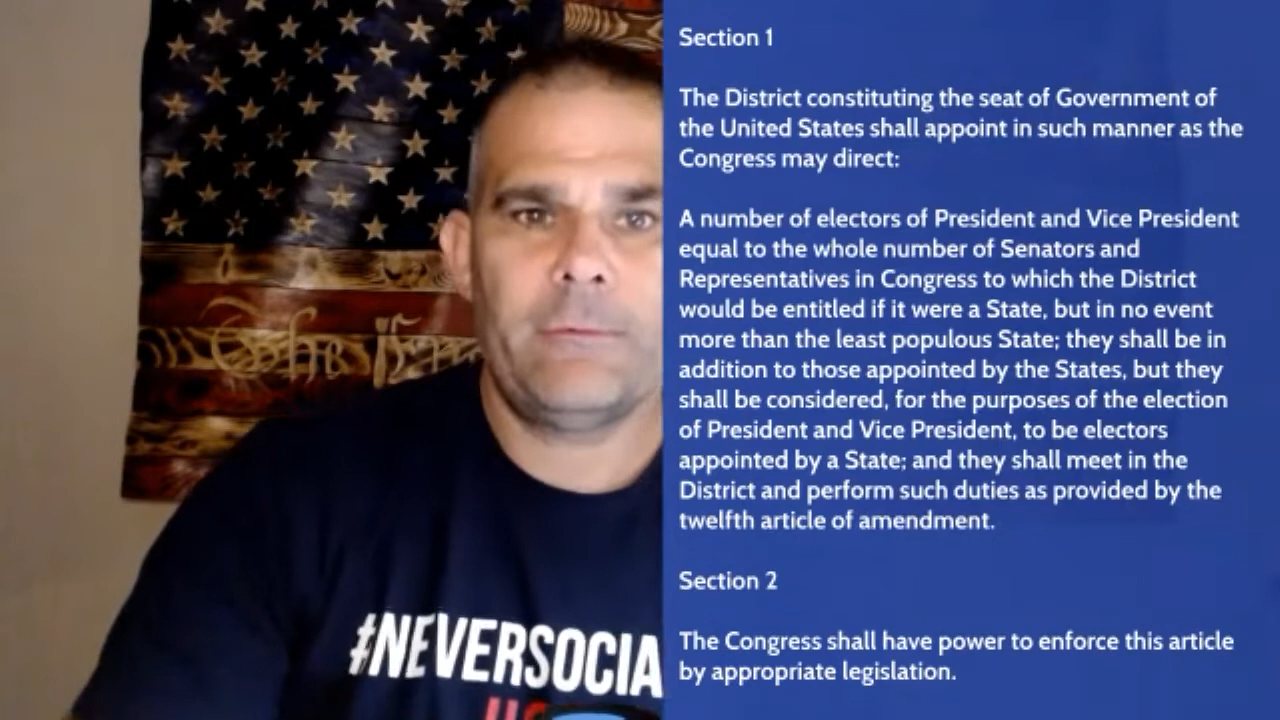 The
#NEVERSOCIA
Section 1
The District constituting the seat of Government of
the United States shall appoint in such manner as the
Congress may direct:
A number of electors of President and Vice President
equal to the whole number of Senators and
Representatives in Congress to which the District
would be entitled if it were a State, but in no event
more than the least populous State; they shall be in
addition to those appointed by the States, but they
shall be considered, for the purposes of the election
of President and Vice President, to be electors
appointed by a State; and they shall meet in the
District and perform such duties as provided by the
twelfth article of amendment.
Section 2
The Congress shall have power to enforce this article
by appropriate legislation.